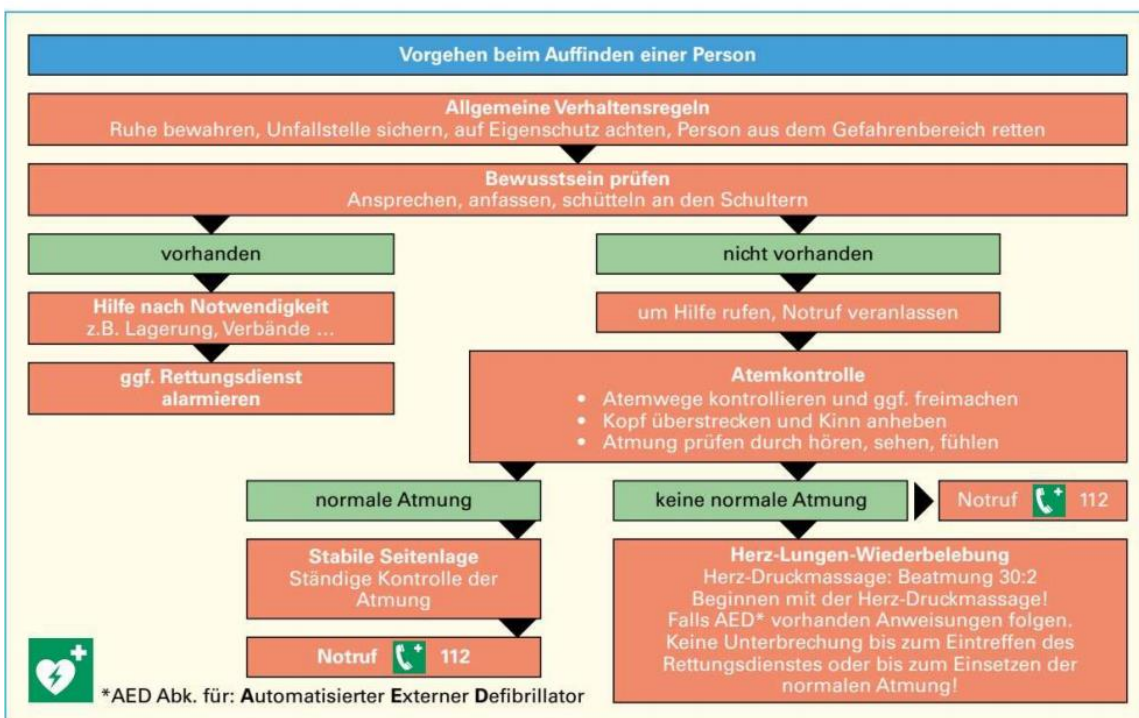 Vorgehen beim Auffinden einer Person
Allgemeine Verhaltensregeln
Ruhe bewahren, Unfallstelle sichern, auf Eigenschutz achten, Person aus dem Gefahrenbereich retten
Bewusstsein prüfen
Ansprechen, anfassen, schütteln an den Schultern
vorhanden
Hilfe nach Notwendigkeit
z.B. Lagerung, Verbände ...
ggf. Rettungsdienst
alarmieren
nicht vorhanden
um Hilfe rufen, Notruf veranlassen
Atemkontrolle
• Atemwege kontrollieren und ggf. freimachen
• Kopf überstrecken und Kinn anheben
• Atmung prüfen durch hören, sehen, fühlen
normale Atmung
Stabile Seitenlage
Ständige Kontrolle der
Atmung
Notruf 112
keine normale Atmung
Notruf 112
Herz-Lungen-Wiederbelebung
Herz-Druckmassage: Beatmung 30:2
Beginnen mit der Herz-Druckmassage!
Falls AED* vorhanden Anweisungen folgen.
Keine Unterbrechung bis zum Eintreffen des
Rettungsdienstes oder bis zum Einsetzen der
normalen Atmung!
*AED Abk. für: Automatisierter Externer Defibrillator